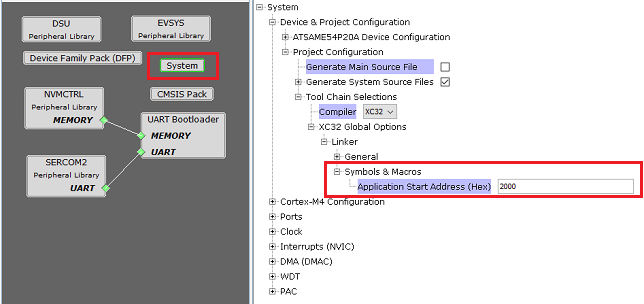 DSU
Peripheral Library
EVSYS
Peripheral Library
Device Family Pack (DFP)
System
NVMCTRL
Peripheral Library
MEMORY
CMSIS Pack
UART Bootloader
MEMORY
UART
SERCOM2
Peripheral Library
UART
System
Device & Project Configuration
ATSAME54P20A Device Configuration
Project Configuration
Generate Main Source File
Generate System Source Files
Tool Chain Selections
Compiler XC32
XC32 Global Options
Linker
General
Symbols & Macros
Application Start Address (Hex) 2000
Cortex-M4 Configuration
Ports
Clock
Interrupts (NVIC)
DMA (DMAC)
WDT
PAC